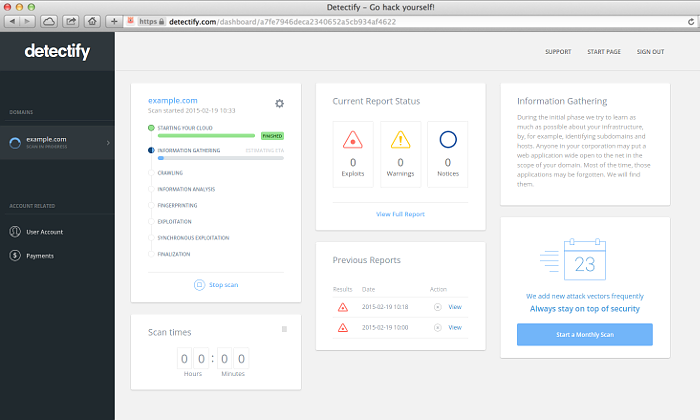 Detectify – Go hack yourself!
https detectify.com/dashboard/a7fe7946deca2340652a5cb934af4622
Reader
detectify
SUPPORT
START PAGE
SIGN OUT
DOMAINS
example.com
SCAN IN PROGRESS
ACCOUNT RELATED
User Account
Payments
example.com
Scan started 2015-02-19 10:33
STARTING YOUR CLOUD
FINISHED
INFORMATION GATHERING
ESTIMATING ETA
CRAWLING
INFORMATION ANALYSIS
FINGERPRINTING
EXPLOITATION
SYNCHRONOUS EXPLOITATION
FINALIZATION
Stop scan
Scan times
0 0 : 0 0
Hours Minutes
Current Report Status
0 0 0
Exploits Warnings Notices
View Full Report
Previous Reports
Results Date Action
2015-02-19 10:18 View
2015-02-19 10:00 View
Information Gathering
During the initial phase we try to learn as
much as possible about your infrastructure,
by, for example, identifying subdomains and
hosts. Anyone in your corporation may put a
web application wide open to the net in the
scope of your domain. Most of the time, those
applications may be forgotten. We will find
them.
23
We add new attack vectors frequently
Always stay on top of security
Start a Monthly Scan